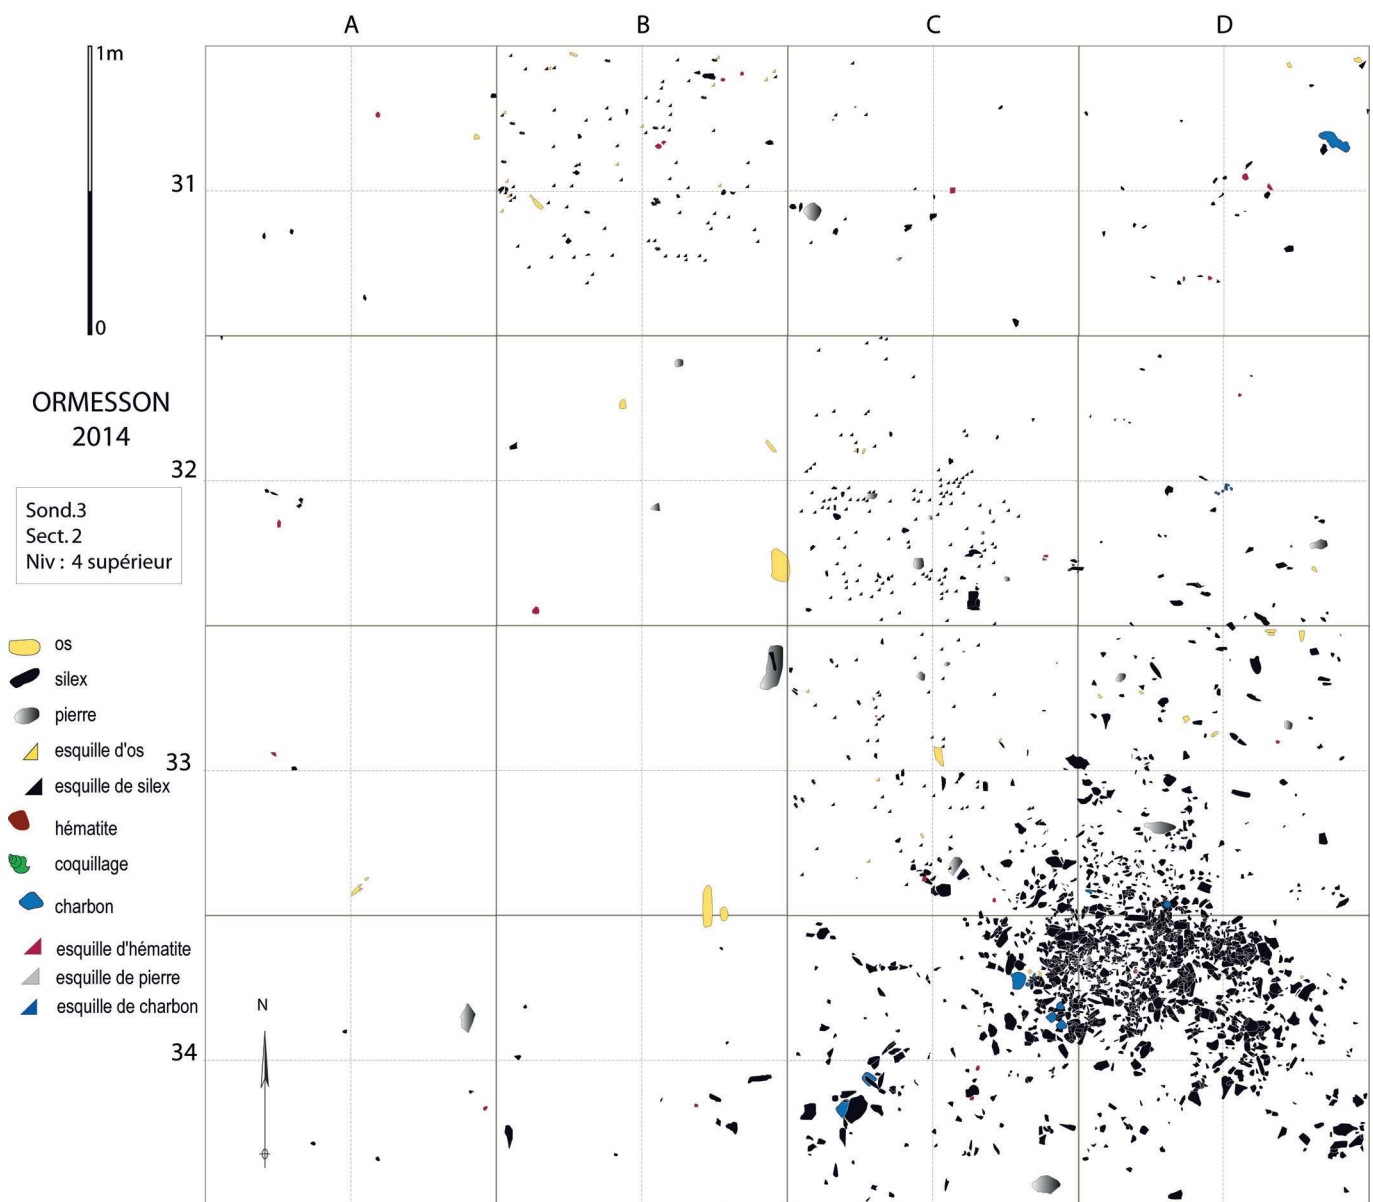 A B C D
1m
31
0
ORMESSON
2014
32
Sond.3
Sect. 2
Niv : 4 supérieur
os
silex
pierre
esquille d'os
33
esquille de silex
hématite
coquillage
charbon
esquille d'hématite
esquille de pierre
esquille de charbon
N
34